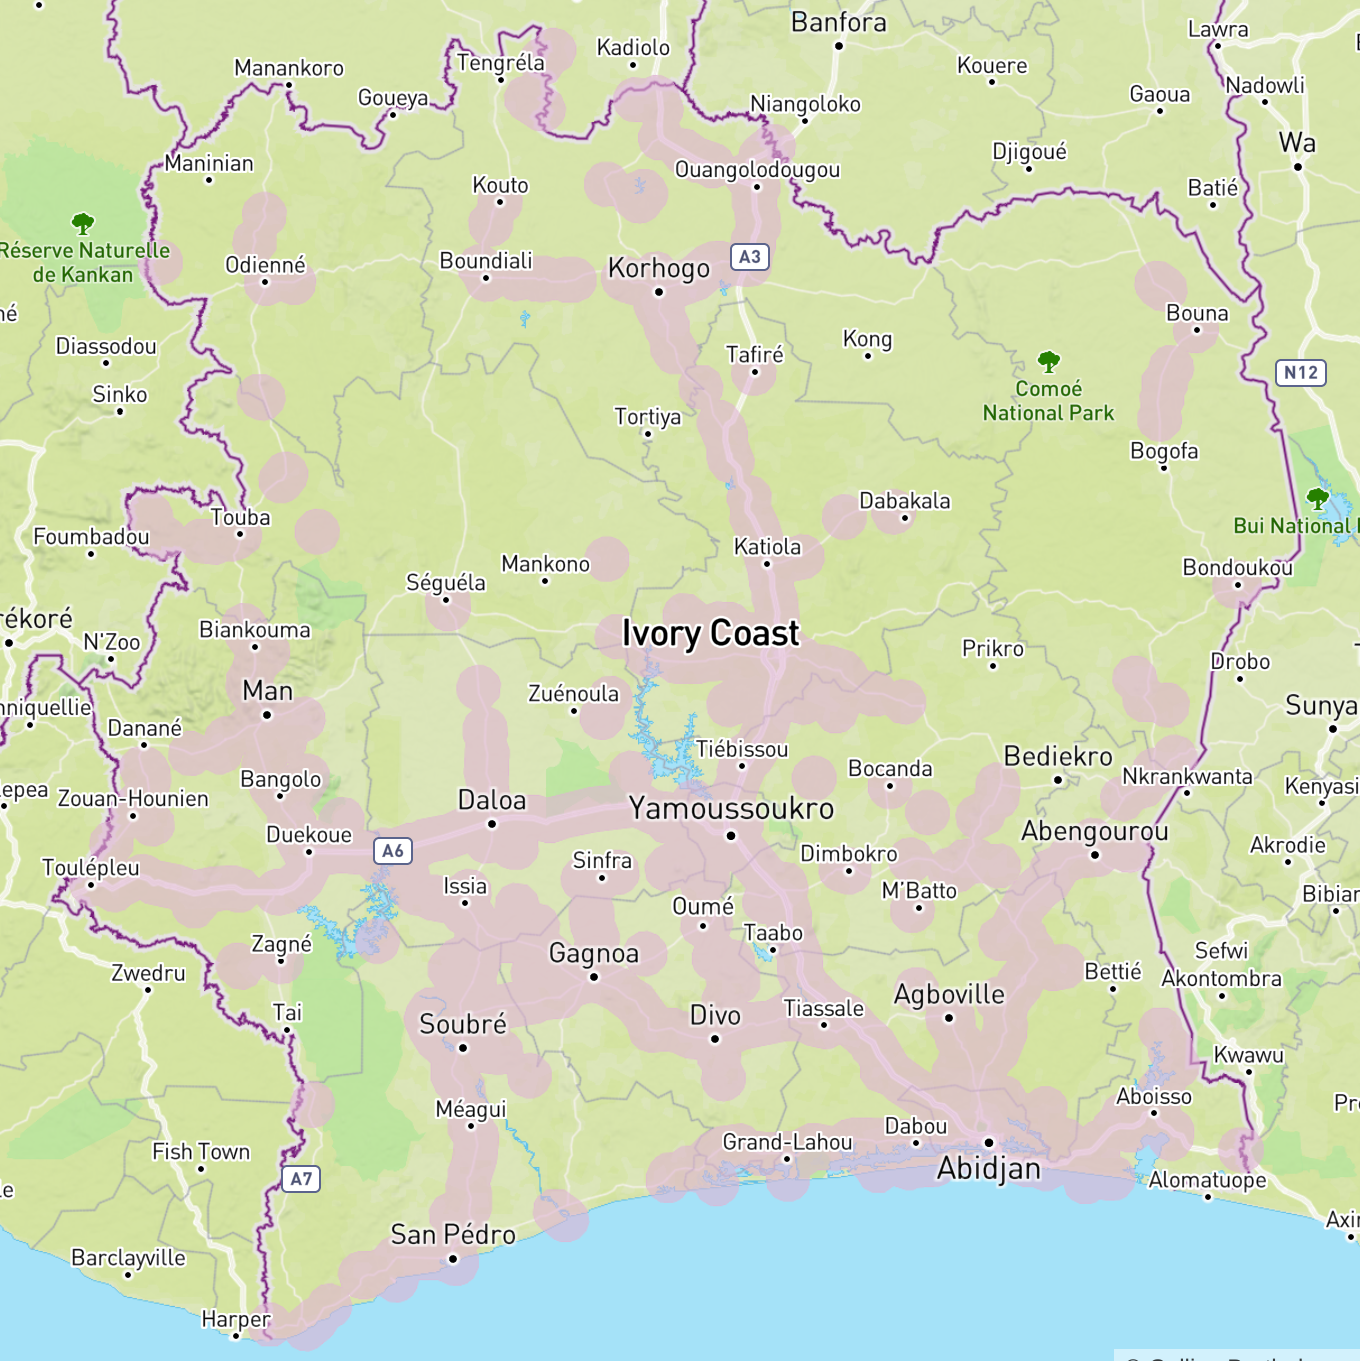 Banfora
Lawra
Kadiolo
Tengréla
Manankoro
Kouere
Nadowli
Goueya
Niangoloko
Gaoua
Wa
Maninian
Ouangolodougou
Djigoué
Kouto
Batié
Réserve Naturelle
de Kankan
Odienné
Boundiali
Korhogo
A3
Bouna
Diassodou
Tafiré
Kong
Sinko
Comoé
National Park
N12
Tortiya
Bogofa
Dabakala
Touba
Bui National
Foumbadou
Katiola
Mankono
Séguéla
Bondoukou
Biankouma
Ivory Coast
N'Zoo
Prikro
Drobo
Man
Zuénoula
Danané
Tiébissou
Bediekro
Bangolo
Bocanda
Nkrankwanta
Zouan-Hounien
Daloa
Yamoussoukro
Duekoue
A6
Abengourou
Akrodie
Toulépleu
Sinfra
Dimbokro
Issia
M'Batto
Oumé
Zagné
Gagnoa
Taabo
Sefwi
Akontombra
Zwedru
Bettié
Tai
Soubré
Divo
Tiassale
Agboville
Kwawu
Méagui
Aboisso
Fish Town
Grand-Lahou
Dabou
A7
Abidjan
Alomatuope
San Pédro
Barclayville
Harper